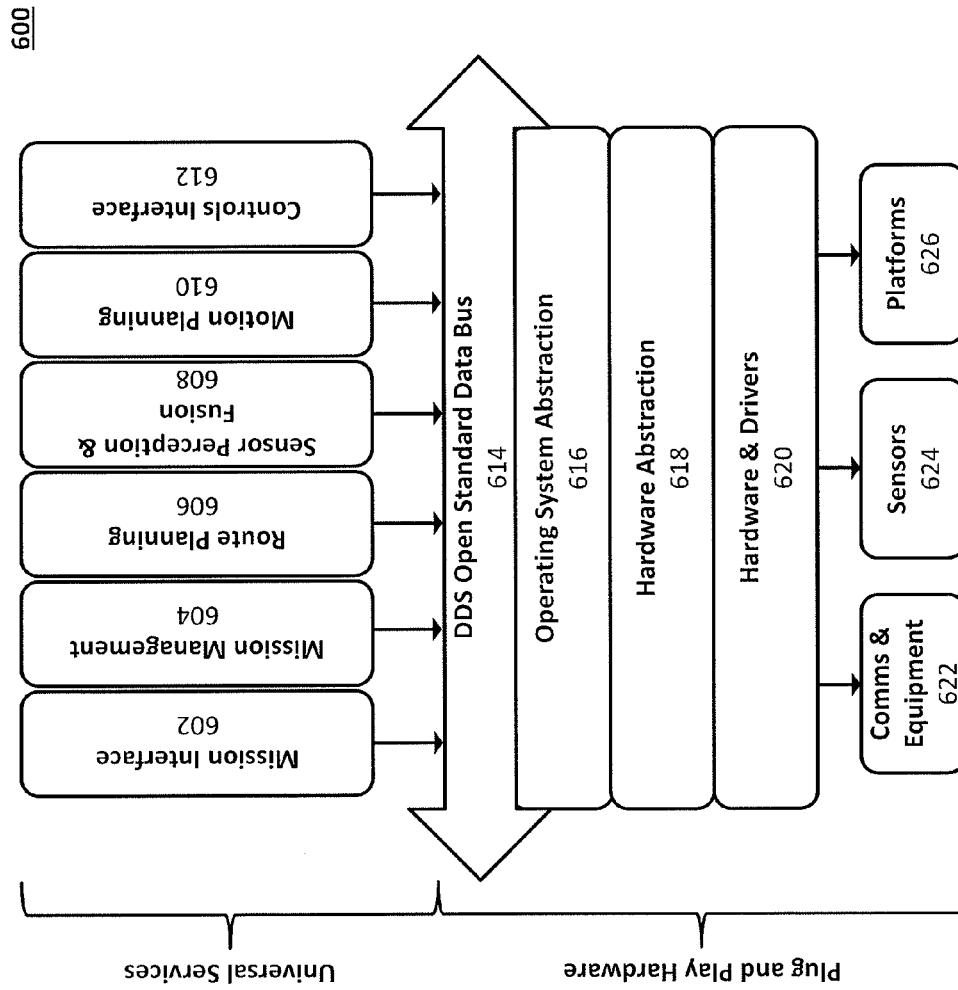 600
Universal Services
Mission Interface
602
Mission Management
604
Route Planning
606
Sensor Perception &
Fusion
608
Motion Planning
610
Controls Interface
612
Plug and Play Hardware
DDS Open Standard Data Bus
614
Operating System Abstraction
616
Hardware Abstraction
618
Hardware & Drivers
620
Comms &
Equipment
622
Sensors
624
Platforms
626